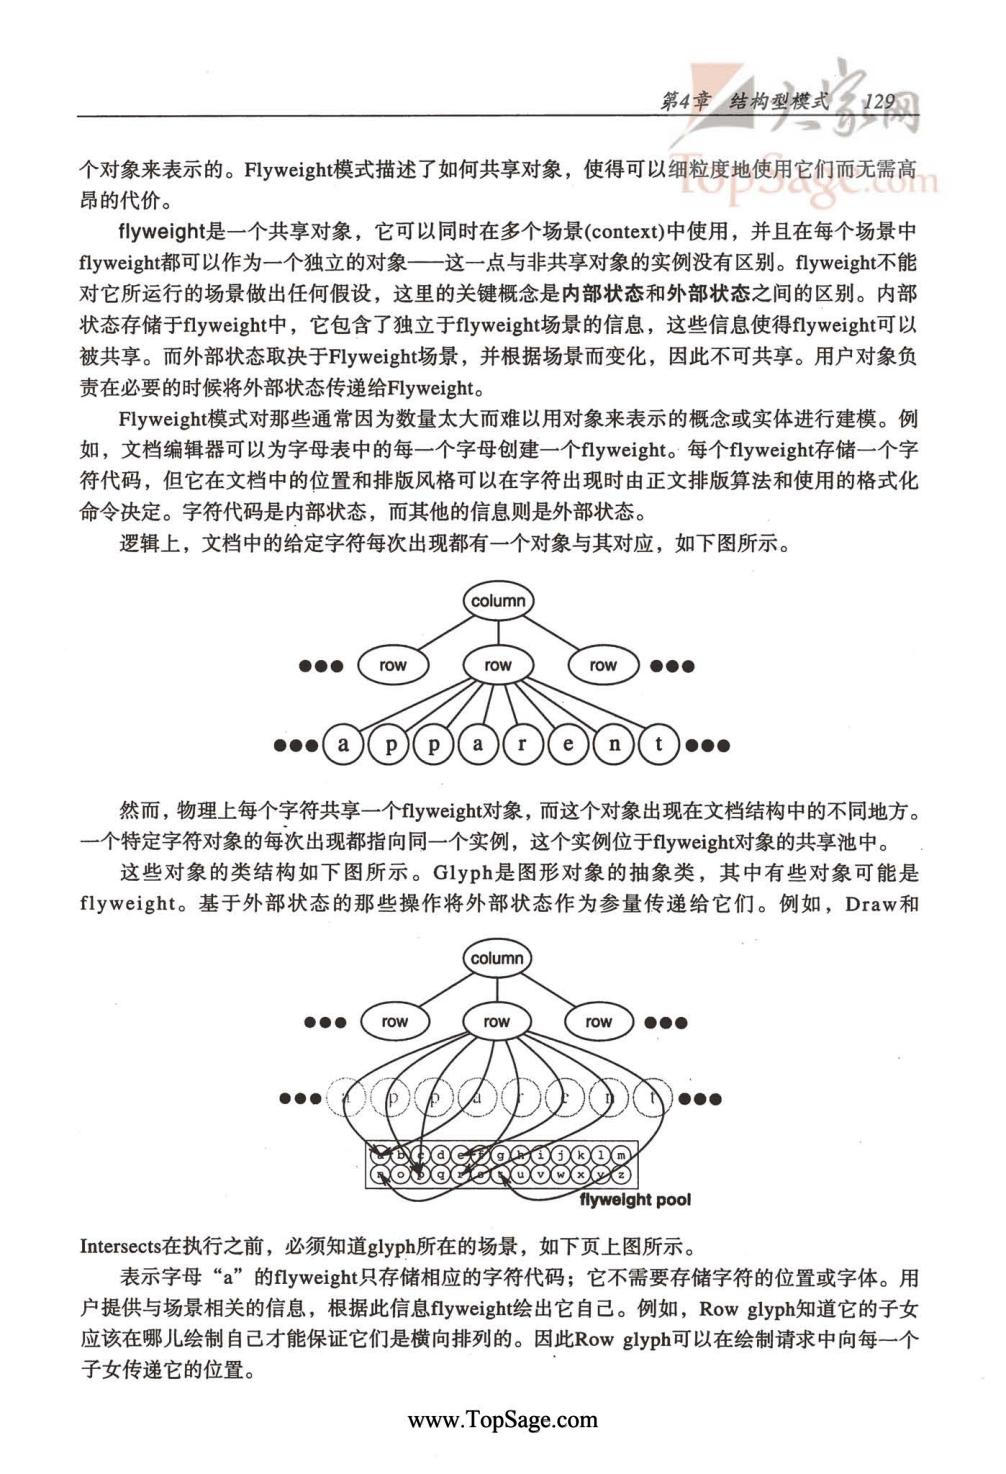 第4章 结构型模式 129
大家网
TopSage.com
个对象来表示的。Flyweight模式描述了如何共享对象，使得可以细粒度地使用它们而无需高
昂的代价。
flyweight是一个共享对象，它可以同时在多个场景(context)中使用，并且在每个场景中
flyweight都可以作为一个独立的对象——这一点与非共享对象的实例没有区别。flyweight不能
对它所运行的场景做出任何假设，这里的关键概念是内部状态和外部状态之间的区别。内部
状态存储于flyweight中，它包含了独立于flyweight场景的信息，这些信息使得flyweight可以
被共享。而外部状态取决于Flyweight场景，并根据场景而变化，因此不可共享。用户对象负
责在必要的时候将外部状态传递给Flyweight。
Flyweight模式对那些通常因为数量太大而难以用对象来表示的概念或实体进行建模。例
如，文档编辑器可以为字母表中的每一个字母创建一个flyweight。每个flyweight存储一个字
符代码，但它在文档中的位置和排版风格可以在字符出现时由正文排版算法和使用的格式化
命令决定。字符代码是内部状态，而其他的信息则是外部状态。
逻辑上，文档中的给定字符每次出现都有一个对象与其对应，如下图所示。
column
row row row
a p p a r e n t
然而，物理上每个字符共享一个flyweight对象，而这个对象出现在文档结构中的不同地方。
一个特定字符对象的每次出现都指向同一个实例，这个实例位于flyweight对象的共享池中。
这些对象的类结构如下图所示。Glyph是图形对象的抽象类，其中有些对象可能是
flyweight。基于外部状态的那些操作将外部状态作为参量传递给它们。例如，Draw和
column
row row row
a p p a r e n t
a b c d e f g h i j k l m
n o p q r s t u v w x y z
flyweight pool
Intersects在执行之前，必须知道glyph所在的场景，如下页上图所示。
表示字母“a”的flyweight只存储相应的字符代码；它不需要存储字符的位置或字体。用
户提供与场景相关的信息，根据此信息flyweight绘出它自己。例如，Row glyph知道它的子女
应该在哪儿绘制自己才能保证它们是横向排列的。因此Row glyph可以在绘制请求中向每一个
子女传递它的位置。
www.TopSage.com